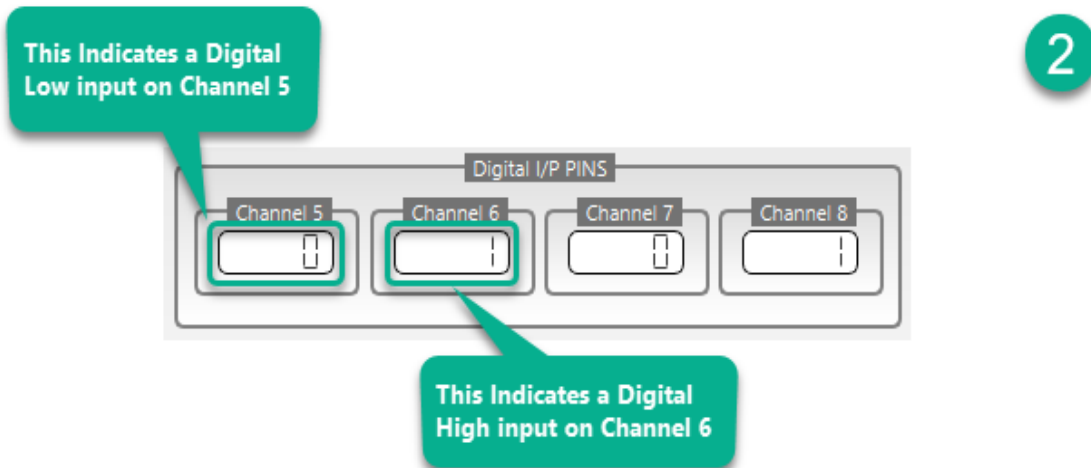 This Indicates a Digital
Low input on Channel 5
2
Digital I/P PINS
Channel 5
Channel 6
Channel 7
Channel 8
0
1
0
1
This Indicates a Digital
High input on Channel 6